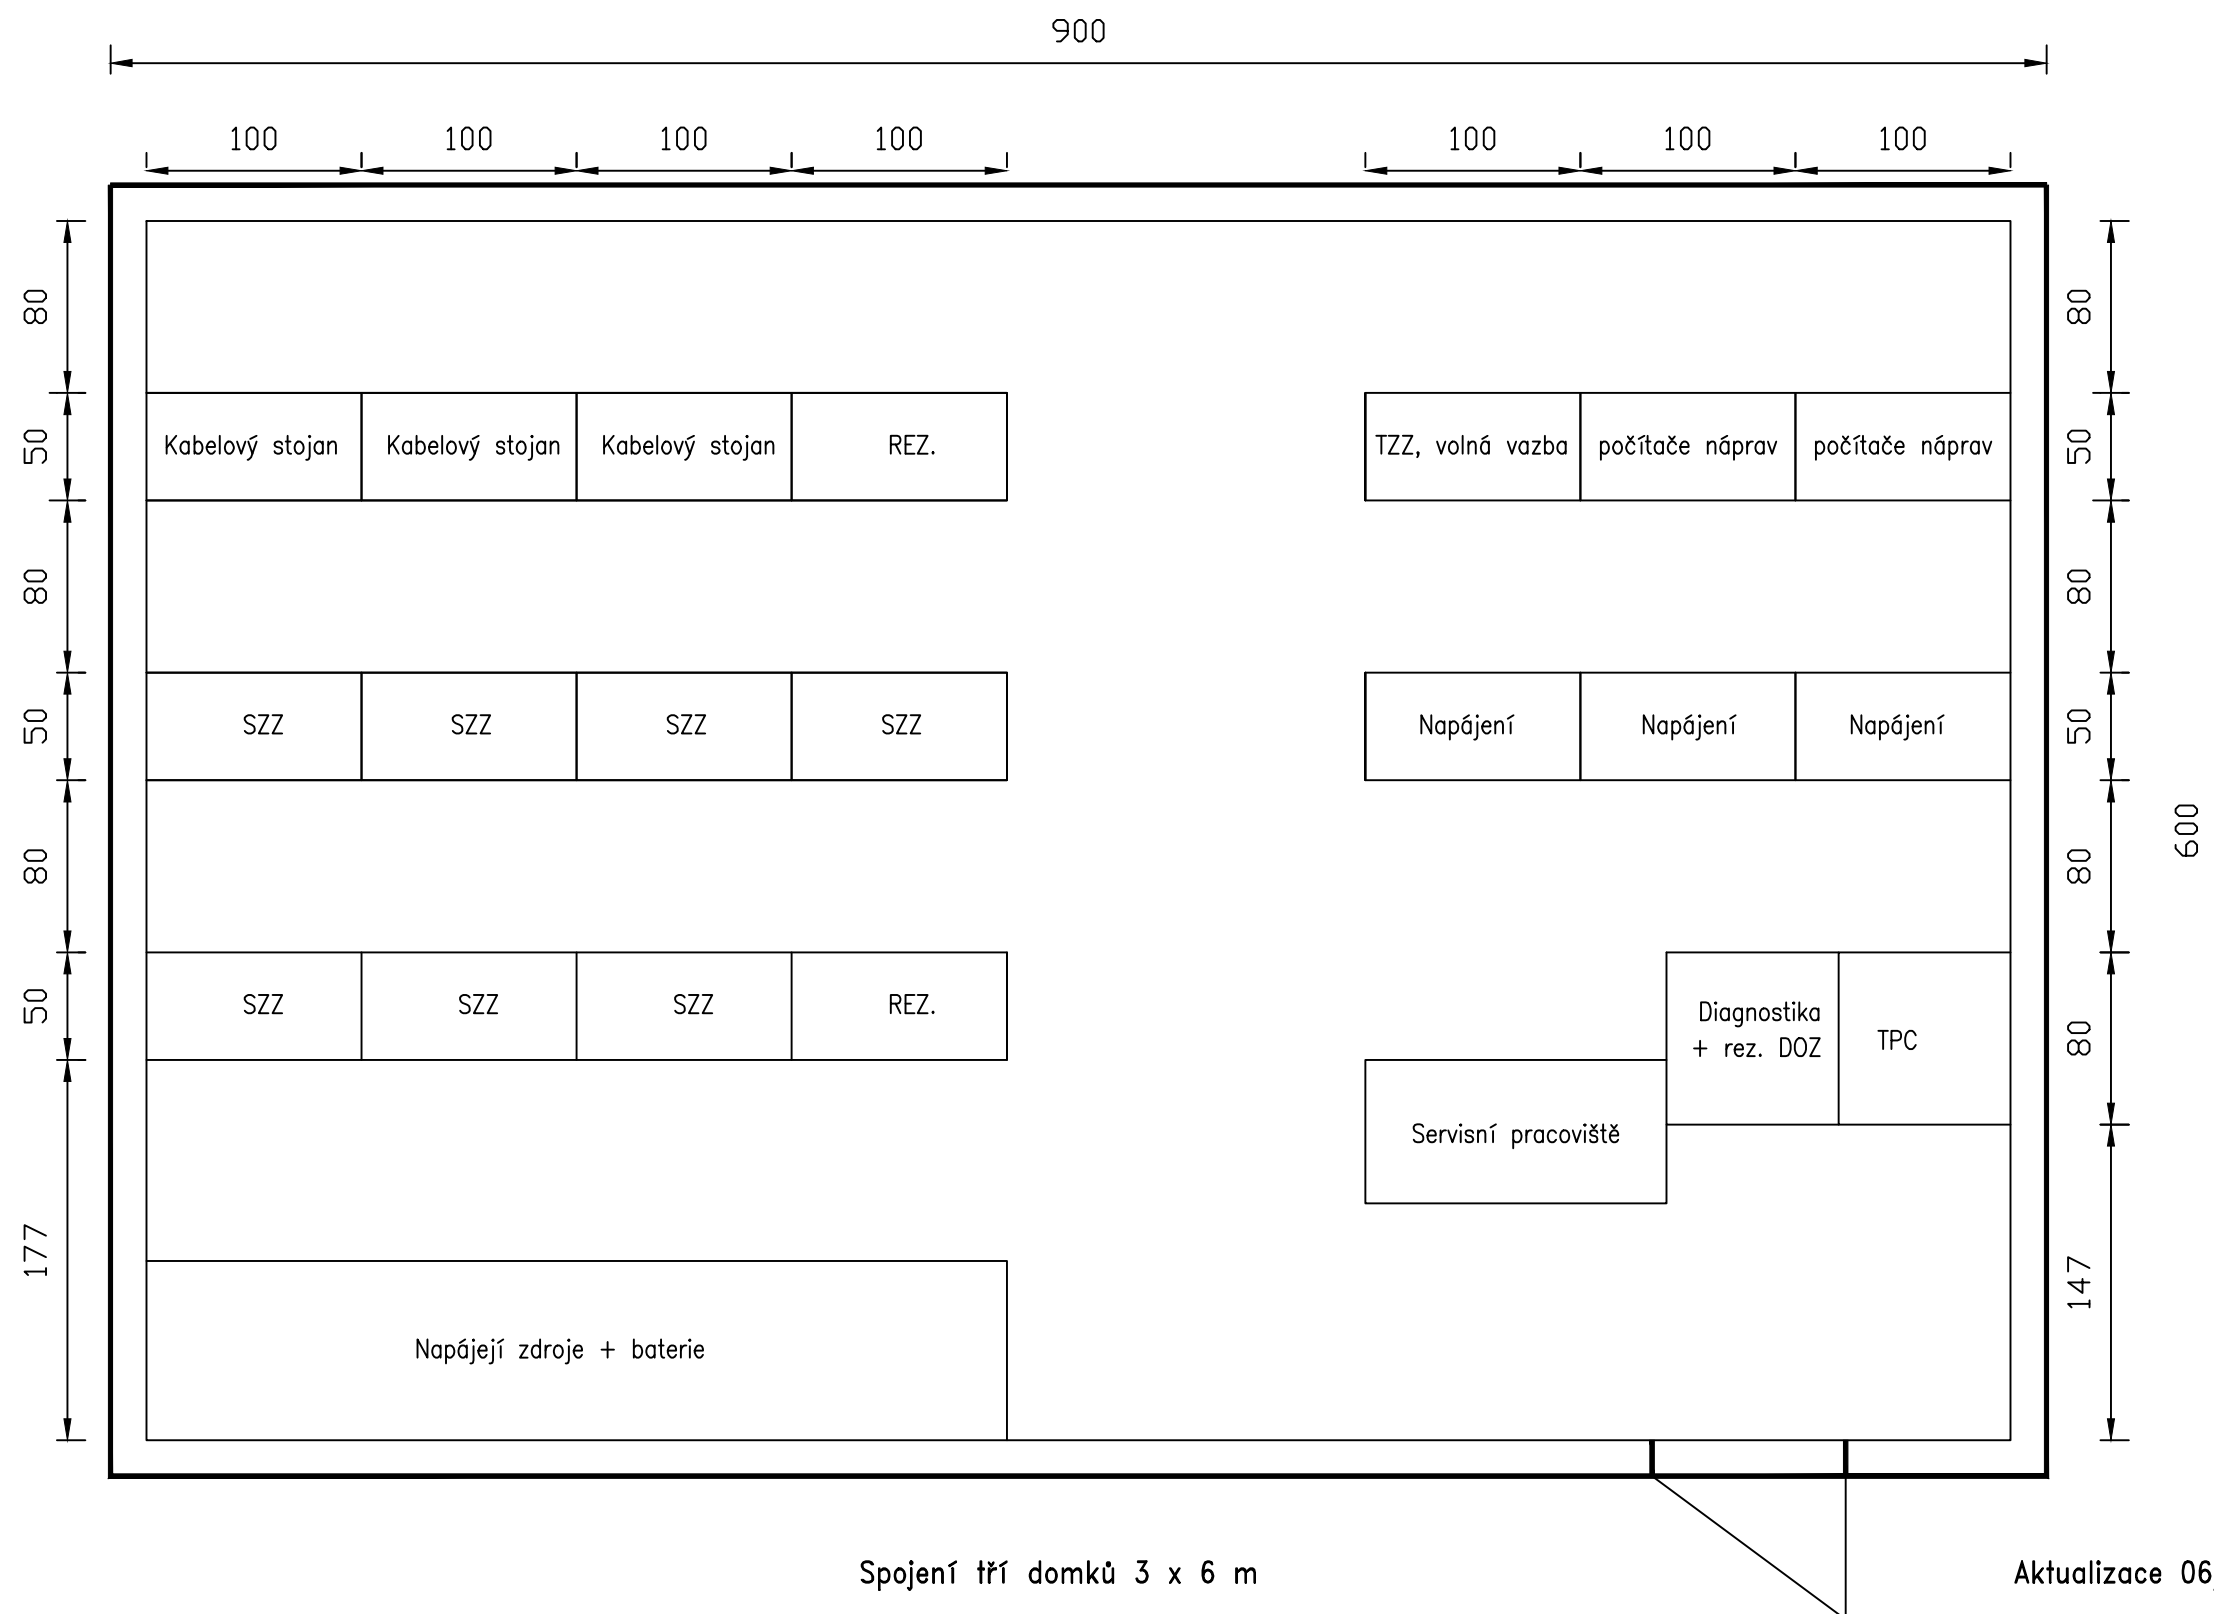 900
100 100 100 100 100 100 100
80 80
Kabelový stojan Kabelový stojan Kabelový stojan REZ. TZZ, volná vazba počítače náprav počítače náprav
50 50
80 80
SZZ SZZ SZZ SZZ Napájení Napájení Napájení
50 50
600
80 80
SZZ SZZ SZZ REZ. Diagnostika
+ rez. DOZ TPC
50 80
Servisní pracoviště
177 147
Napájejí zdroje + baterie
Spojení tří domků 3 x 6 m Aktualizace 06